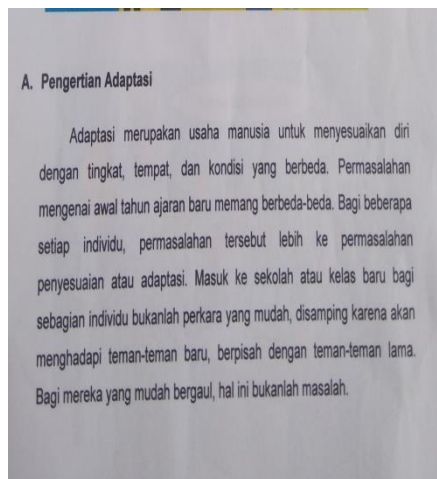 A. Pengertian Adaptasi
Adaptasi merupakan usaha manusia untuk menyesuaikan diri
dengan tingkat, tempat, dan kondisi yang berbeda. Permasalahan
mengenai awal tahun ajaran baru memang berbeda-beda. Bagi beberapa
setiap individu, permasalahan tersebut lebih ke permasalahan
penyesuaian atau adaptasi. Masuk ke sekolah atau kelas baru bagi
sebagian individu bukanlah perkara yang mudah, disamping karena akan
menghadapi teman-teman baru, berpisah dengan teman-teman lama.
Bagi mereka yang mudah bergaul, hal ini bukanlah masalah.